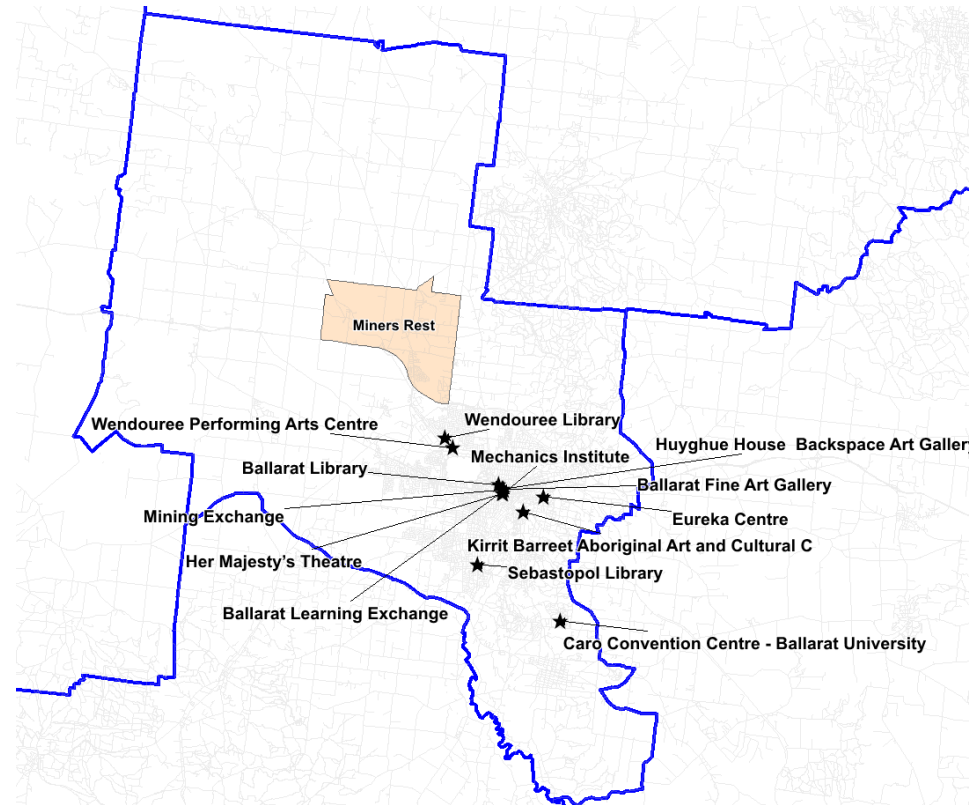 Miners Rest
Wendouree Performing Arts Centre
Wendouree Library
Huyghue House  Backspace Art Gallery
Mechanics Institute
Ballarat Library
Ballarat Fine Art Gallery
Mining Exchange
Eureka Centre
Kirrit Barreet Aboriginal Art and Cultural C
Her Majesty's Theatre
Sebastopol Library
Ballarat Learning Exchange
Caro Convention Centre - Ballarat University